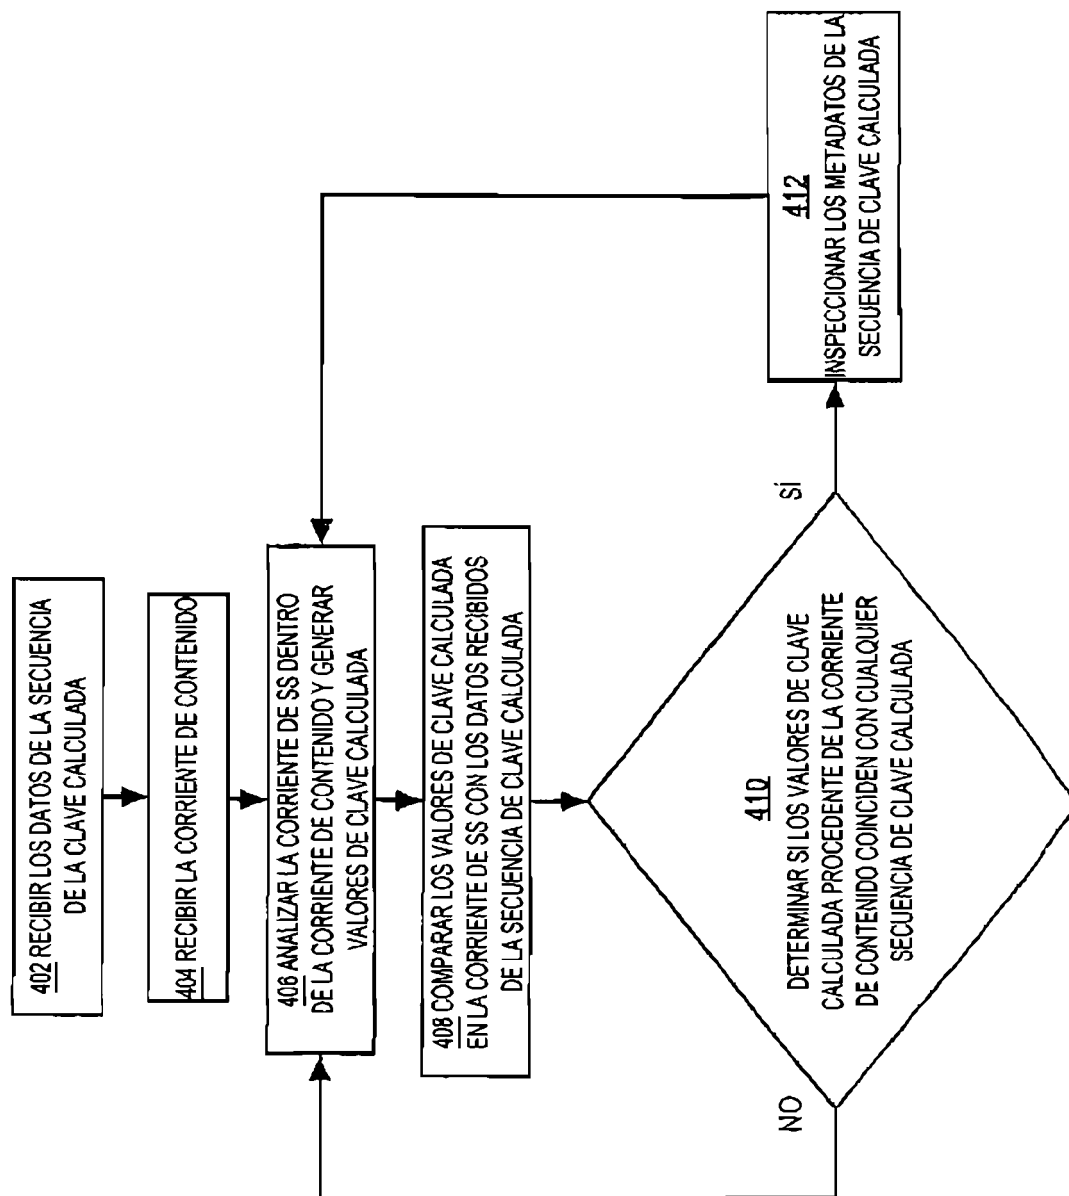 402 RECIBIR LOS DATOS DE LA SECUENCIA
DE LA CLAVE CALCULADA
404 RECIBIR LA CORRIENTE DE CONTENIDO
406 ANALIZAR LA CORRIENTE DE SS DENTRO
DE LA CORRIENTE DE CONTENIDO Y GENERAR
VALORES DE CLAVE CALCULADA
408 COMPARAR LOS VALORES DE CLAVE CALCULADA
EN LA CORRIENTE DE SS CON LOS DATOS RECIBIDOS
DE LA SECUENCIA DE CLAVE CALCULADA
410
DETERMINAR SI LOS VALORES DE CLAVE
CALCULADA PROCEDENTE DE LA CORRIENTE
DE CONTENIDO COINCIDEN CON CUALQUIER
SECUENCIA DE CLAVE CALCULADA
NO
SÍ
412
INSPECCIONAR LOS METADATOS DE LA
SECUENCIA DE CLAVE CALCULADA